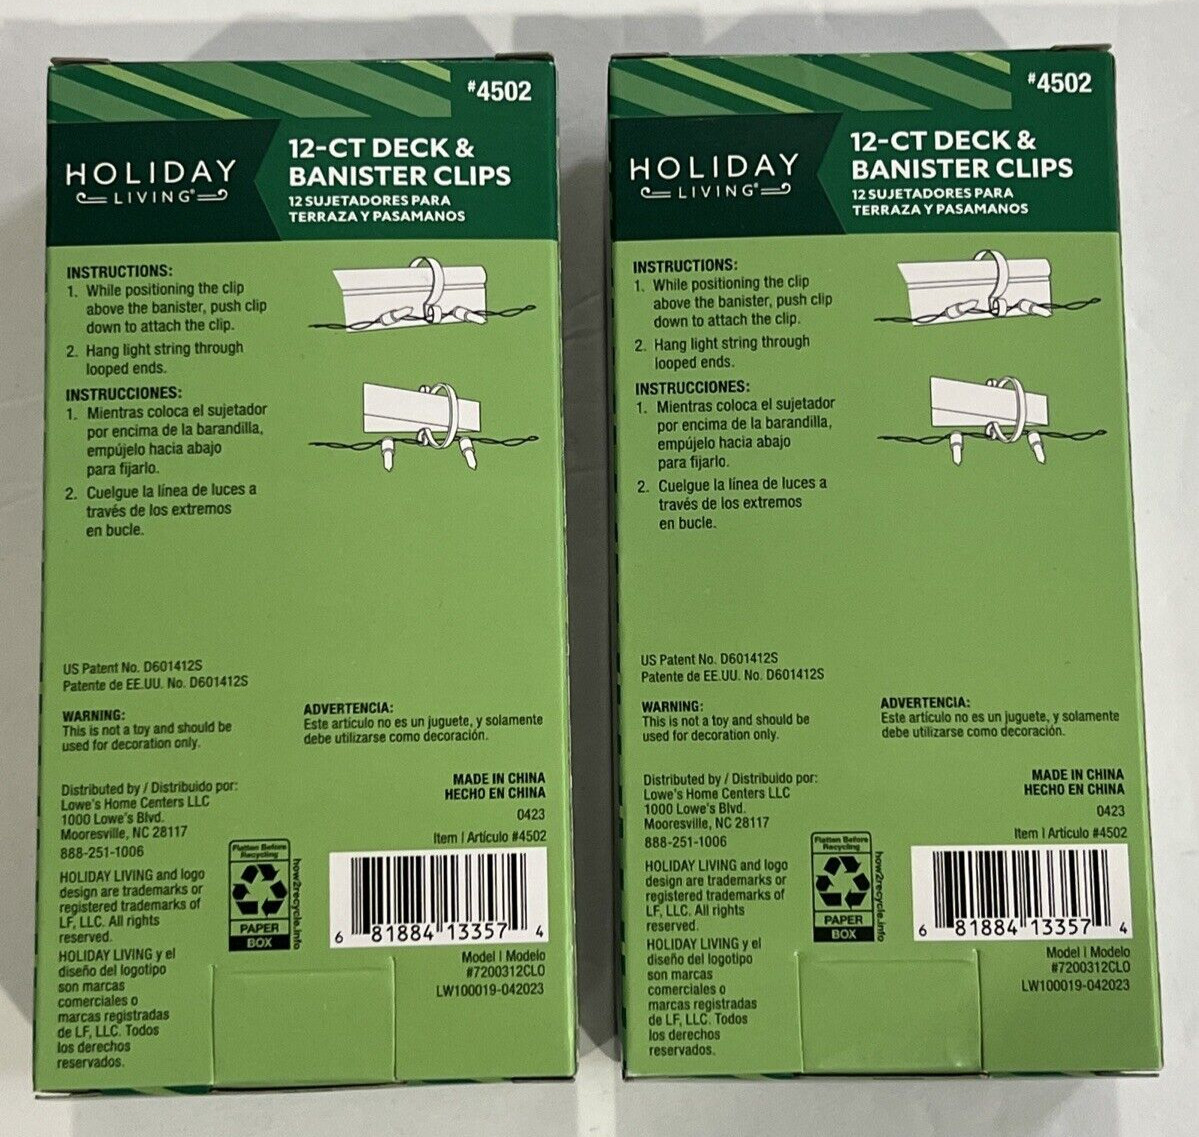 #4502
HOLIDAY
LIVING®
12-CT DECK &
BANISTER CLIPS
12 SUJETADORES PARA
TERRAZA Y PASAMANOS
INSTRUCTIONS:
1. While positioning the clip
above the banister, push clip
down to attach the clip.
2. Hang light string through
looped ends.
INSTRUCCIONES:
1. Mientras coloca el sujetador
por encima de la barandilla,
empújelo hacia abajo
para fijarlo.
2. Cuelgue la línea de luces a
través de los extremos
en bucle.
US Patent No. D601412S
Patente de EE.UU. No. D601412S
WARNING:
This is not a toy and should be
used for decoration only.
ADVERTENCIA:
Este artículo no es un juguete, y solamente
debe utilizarse como decoración.
Distributed by / Distribuido por:
Lowe's Home Centers LLC
1000 Lowe's Blvd.
Mooresville, NC 28117
888-251-1006
HOLIDAY LIVING and logo
design are trademarks or
registered trademarks of
LF, LLC. All rights
reserved.
HOLIDAY LIVING y el
diseño del logotipo
son marcas
comerciales o
marcas registradas
de LF, LLC. Todos
los derechos
reservados.
Flatten Before
Recycling
PAPER
BOX
how2recycle.info
MADE IN CHINA
HECHO EN CHINA
0423
Item | Artículo #4502
6 81884 13357 4
Model | Modelo
#7200312CLO
LW100019-042023
#4502
HOLIDAY
LIVING®
12-CT DECK &
BANISTER CLIPS
12 SUJETADORES PARA
TERRAZA Y PASAMANOS
INSTRUCTIONS:
1. While positioning the clip
above the banister, push clip
down to attach the clip.
2. Hang light string through
looped ends.
INSTRUCCIONES:
1. Mientras coloca el sujetador
por encima de la barandilla,
empújelo hacia abajo
para fijarlo.
2. Cuelgue la línea de luces a
través de los extremos
en bucle.
US Patent No. D601412S
Patente de EE.UU. No. D601412S
WARNING:
This is not a toy and should be
used for decoration only.
ADVERTENCIA:
Este artículo no es un juguete, y solamente
debe utilizarse como decoración.
Distributed by / Distribuido por:
Lowe's Home Centers LLC
1000 Lowe's Blvd.
Mooresville, NC 28117
888-251-1006
HOLIDAY LIVING and logo
design are trademarks or
registered trademarks of
LF, LLC. All rights
reserved.
HOLIDAY LIVING y el
diseño del logotipo
son marcas
comerciales o
marcas registradas
de LF, LLC. Todos
los derechos
reservados.
Flatten Before
Recycling
PAPER
BOX
how2recycle.info
MADE IN CHINA
HECHO EN CHINA
0423
Item | Artículo #4502
6 81884 13357 4
Model | Modelo
#7200312CLO
LW100019-042023